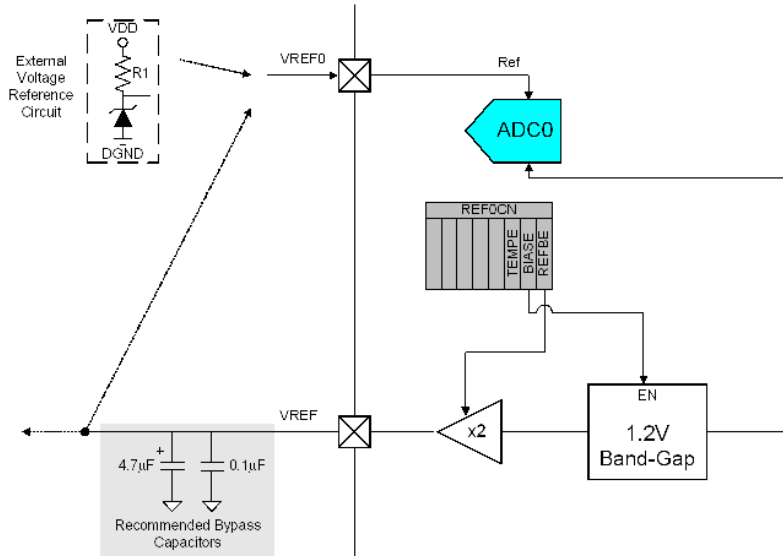 VDD
External
Voltage
Reference
Circuit
R1
DGND
VREF0
Ref
ADC0
REF0CN
TEMPE
BIASE
REFBE
VREF
x2
EN
1.2V
Band-Gap
+
4.7µF
0.1µF
Recommended Bypass
Capacitors